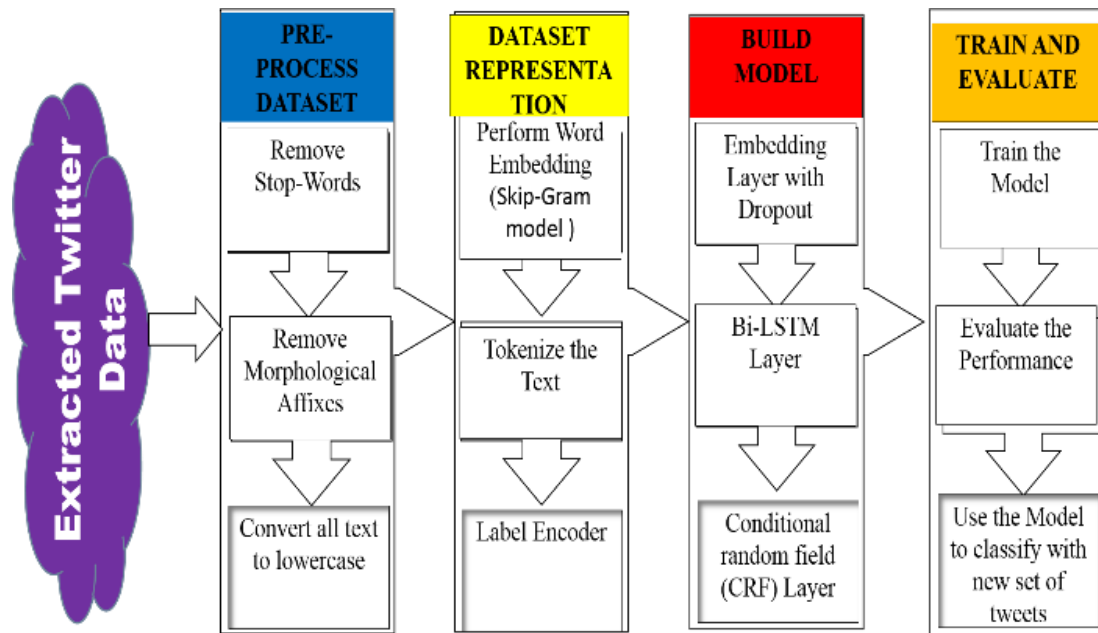 Extracted Twitter
Data
PRE-
PROCESS
DATASET
Remove
Stop-Words
Remove
Morphological
Affixes
Convert all text
to lowercase
DATASET
REPRESENTA
TION
Perform Word
Embedding
(Skip-Gram
model )
Tokenize the
Text
Label Encoder
BUILD
MODEL
Embedding
Layer with
Dropout
Bi-LSTM
Layer
Conditional
random field
(CRF) Layer
TRAIN AND
EVALUATE
Train the
Model
Evaluate the
Performance
Use the Model
to classify with
new set of
tweets